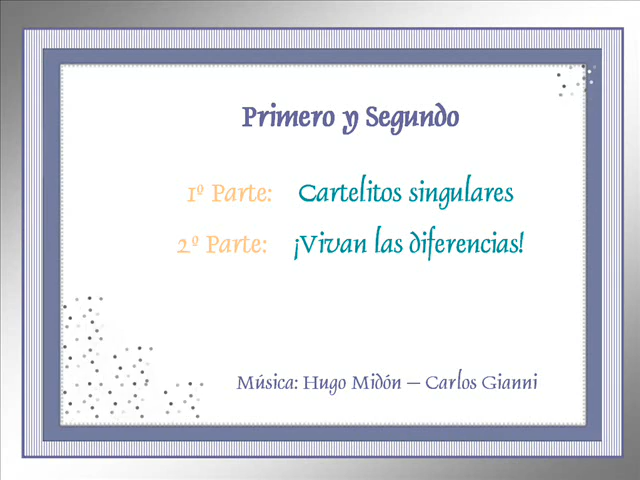 Primero y Segundo
1º Parte: Cartelitos singulares
2º Parte: ¡Vivan las diferencias!
Música: Hugo Midón – Carlos Gianni